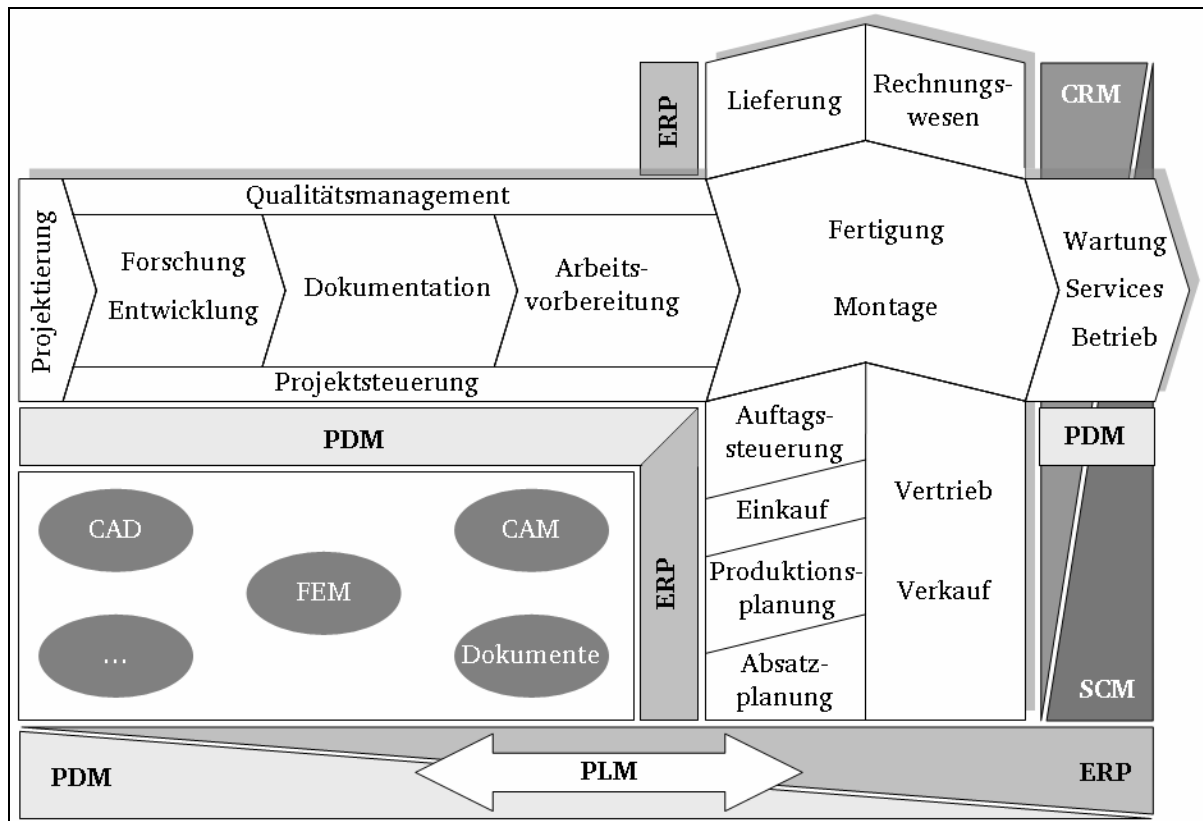 ERP
Lieferung
Rechnungs-
wesen
CRM
Projektierung
Qualitätsmanagement
Forschung
Entwicklung
Dokumentation
Arbeits-
vorbereitung
Projektsteuerung
Fertigung
Montage
Wartung
Services
Betrieb
PDM
ERP
Auftags-
steuerung
Einkauf
Produktions-
planung
Absatz-
planung
Vertrieb
Verkauf
PDM
SCM
CAD
CAM
FEM
...
Dokumente
PDM
PLM
ERP